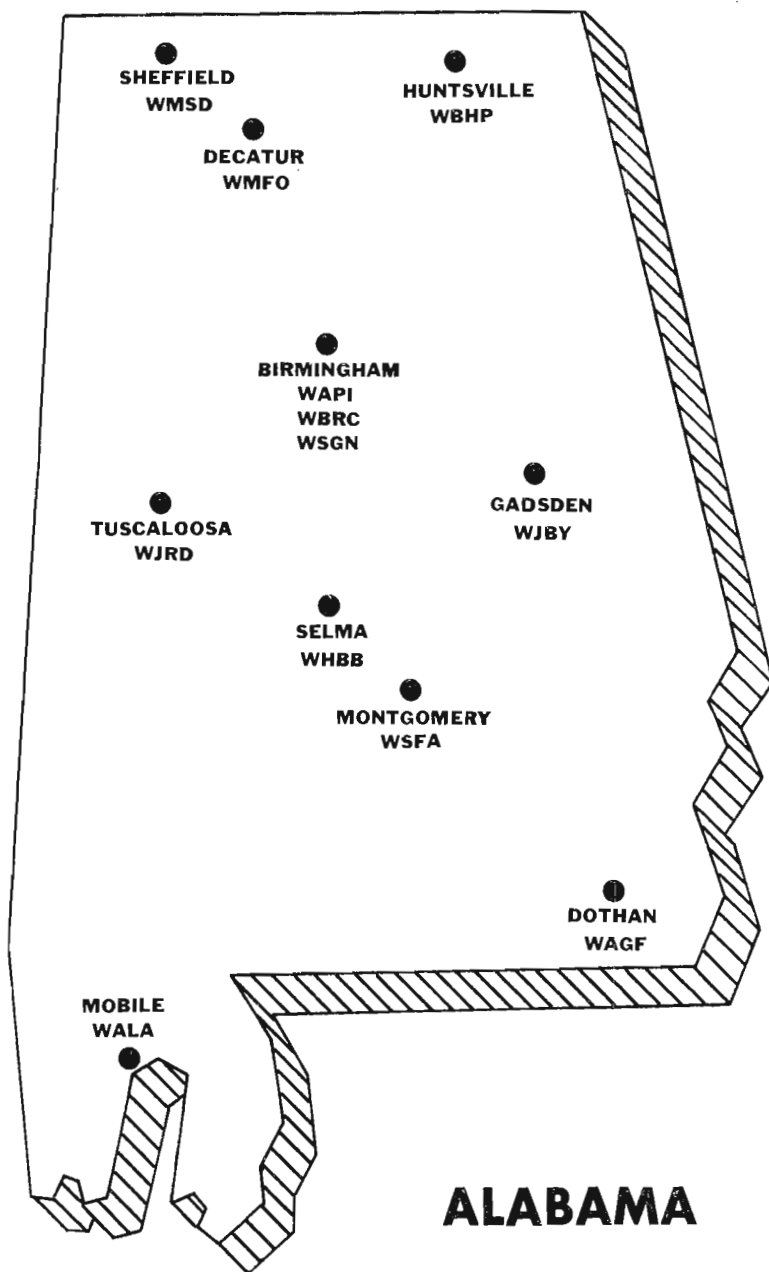 SHEFFIELD
WMSD
HUNTSVILLE
WBHP
DECATUR
WMFO
BIRMINGHAM
WAPI
WBRC
WSGN
GADSDEN
WJBY
TUSCALOOSA
WJRD
SELMA
WHBB
MONTGOMERY
WSFA
DOTHAN
WAGF
MOBILE
WALA
ALABAMA